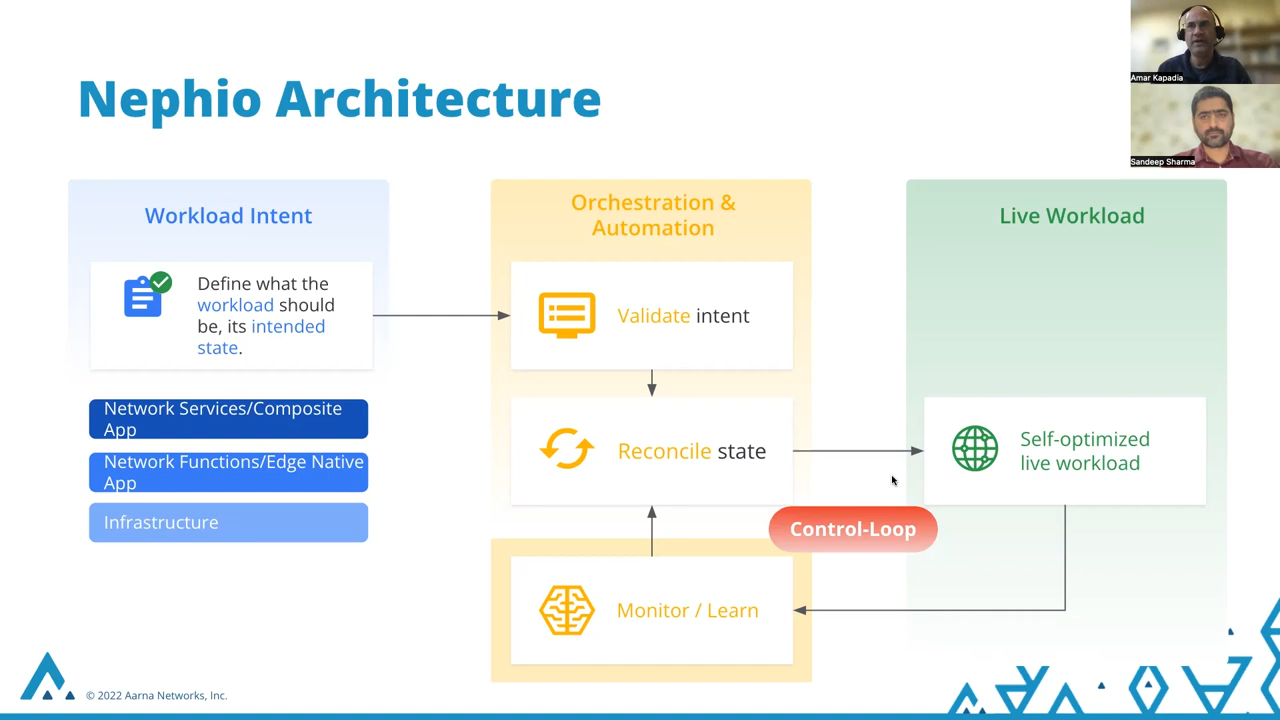 Nephio Architecture
Amar Kapadia
Sandeep Sharma
Workload Intent
Define what the
workload should
be, its intended
state.
Network Services/Composite
App
Network Functions/Edge Native
App
Infrastructure
Orchestration &
Automation
Validate intent
Reconcile state
Control-Loop
Monitor / Learn
Live Workload
Self-optimized
live workload
© 2022 Aarna Networks, Inc.